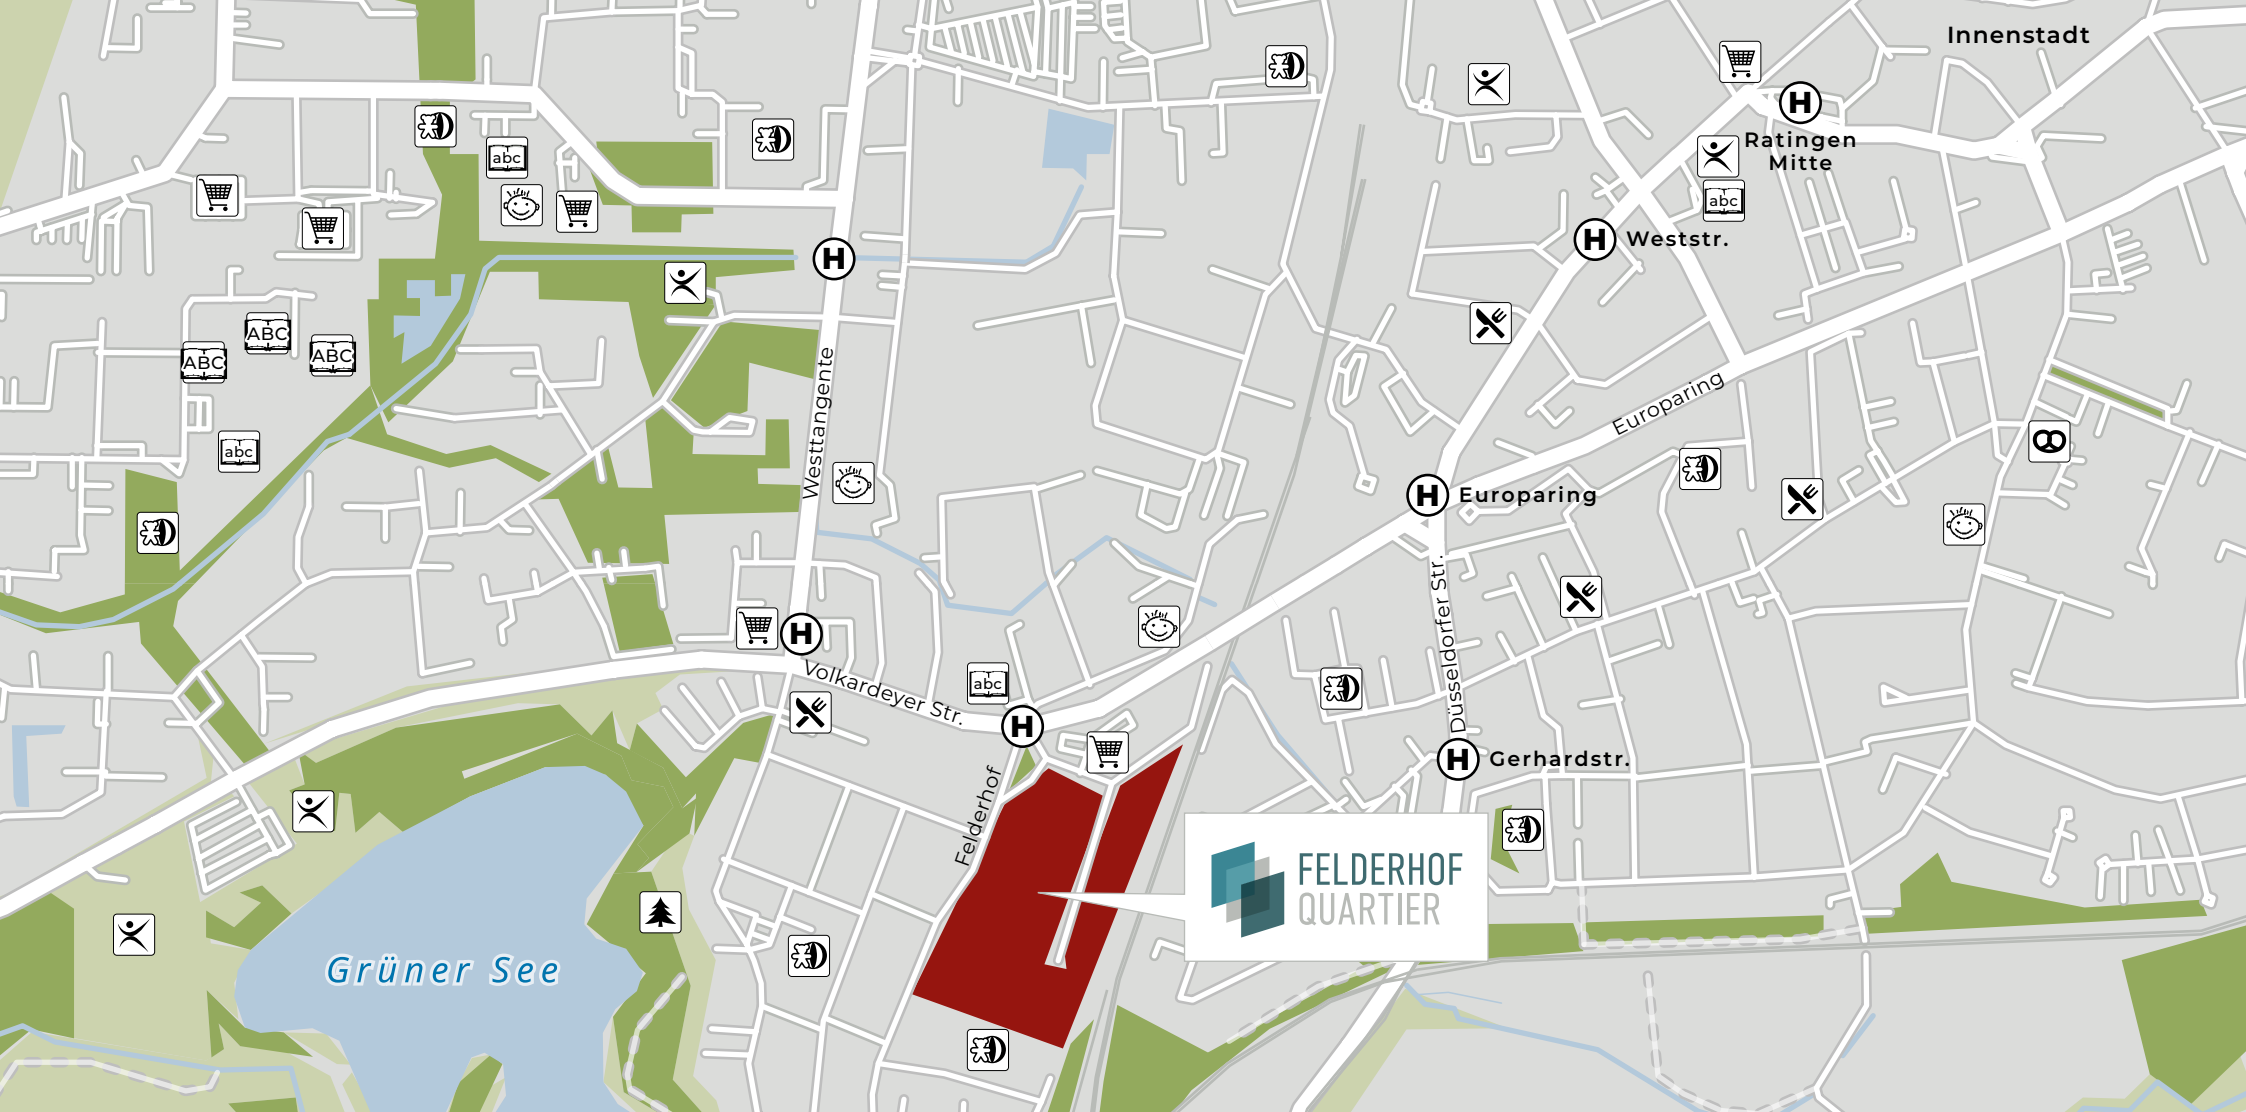 Innenstadt
H
Ratingen
Mitte
abc
abc
H
Weststr.
H
ABC
ABC
ABC
Westtangente
Europaring
abc
H
Europaring
Düsseldorfer Str.
H
Volkardeyer Str.
abc
H
H
Gerhardstr.
Felderhof
FELDERHOF
QUARTIER
Grüner See